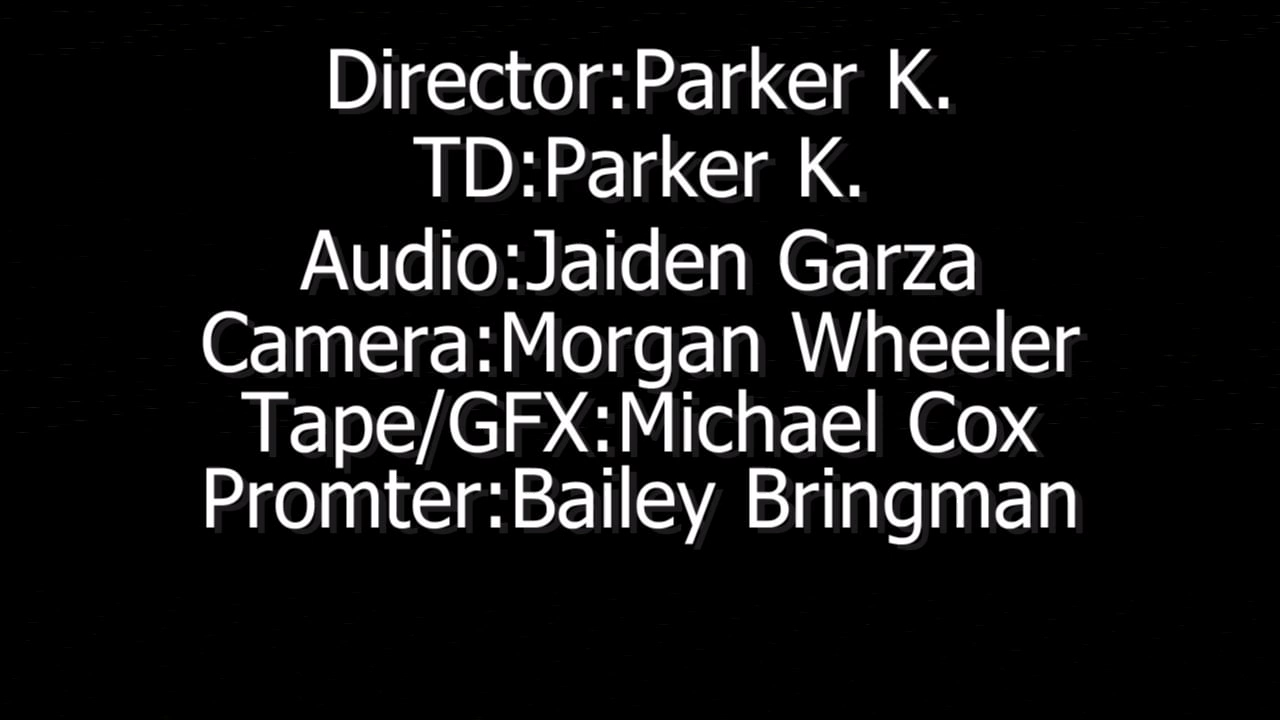 Director:Parker K.
TD:Parker K.
Audio:Jaiden Garza
Camera:Morgan Wheeler
Tape/GFX:Michael Cox
Promter:Bailey Bringman